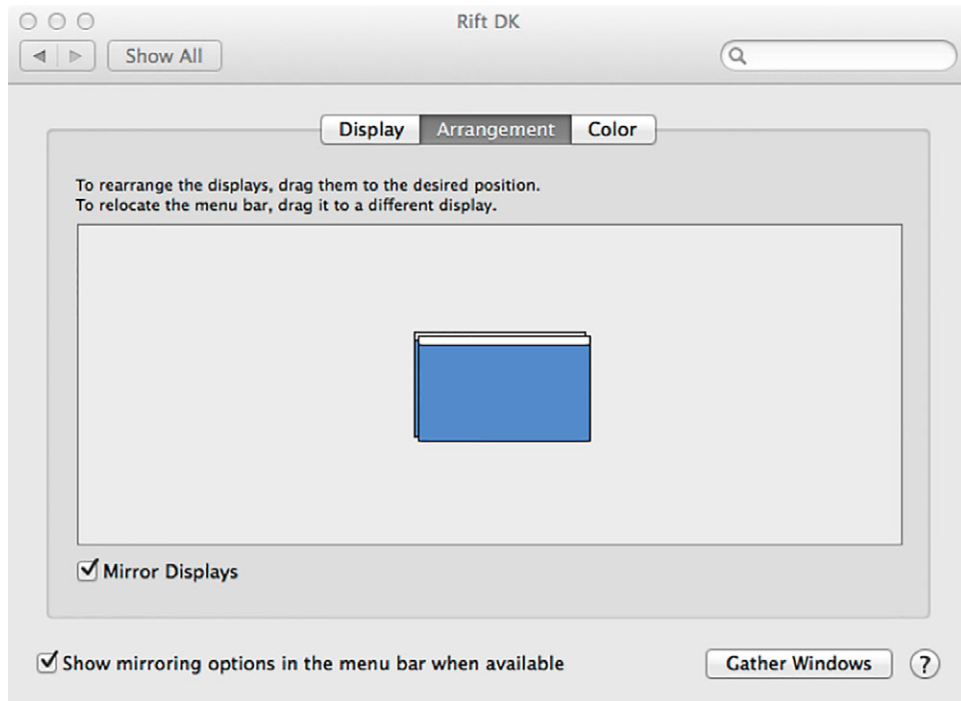 Rift DK
Show All
Display Arrangement Color
To rearrange the displays, drag them to the desired position.
To relocate the menu bar, drag it to a different display.
Mirror Displays
Show mirroring options in the menu bar when available
Gather Windows ?